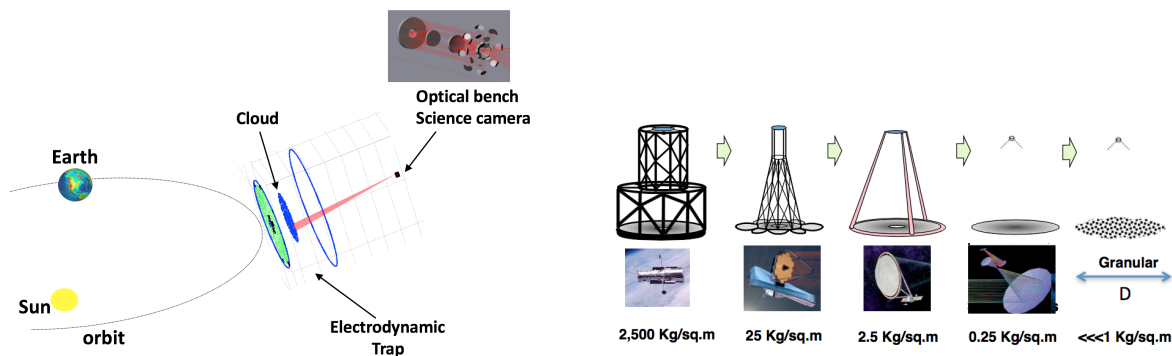 Optical bench
Science camera
Cloud
Earth
Sun
orbit
Electrodynamic
Trap
Granular
D
2,500 Kg/sq.m
25 Kg/sq.m
2.5 Kg/sq.m
0.25 Kg/sq.m
<<<1 Kg/sq.m